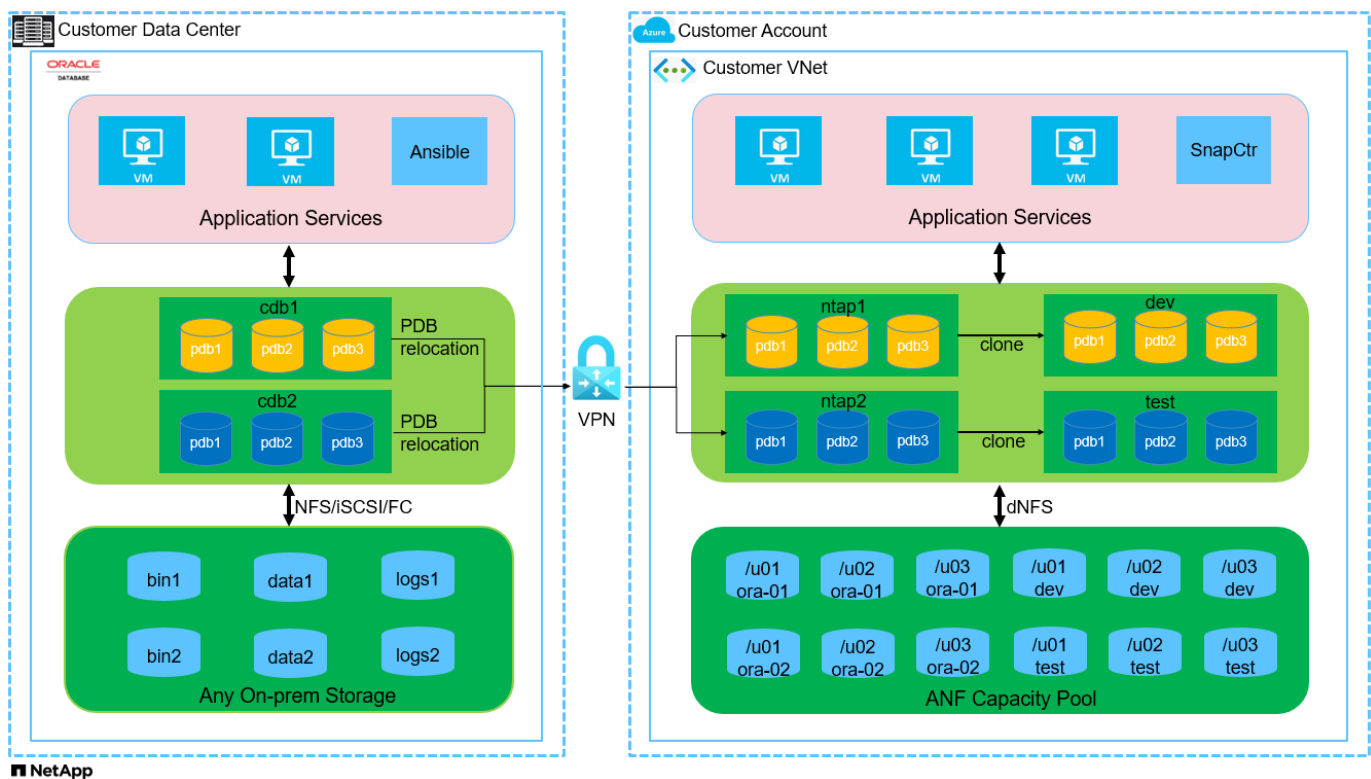 Customer Data Center
ORACLE
DATABASE
VM
VM
Ansible
Application Services
cdb1
pdb1
pdb2
pdb3
PDB
relocation
cdb2
pdb1
pdb2
pdb3
PDB
relocation
NFS/iSCSI/FC
bin1
data1
logs1
bin2
data2
logs2
Any On-prem Storage
VPN
Azure
Customer Account
Customer VNet
VM
VM
VM
SnapCtr
Application Services
ntap1
pdb1
pdb2
pdb3
clone
dev
pdb1
pdb2
pdb3
ntap2
pdb1
pdb2
pdb3
clone
test
pdb1
pdb2
pdb3
dNFS
/u01
ora-01
/u02
ora-01
/u03
ora-01
/u01
dev
/u02
dev
/u03
dev
/u01
ora-02
/u02
ora-02
/u03
ora-02
/u01
test
/u02
test
/u03
test
ANF Capacity Pool
NetApp